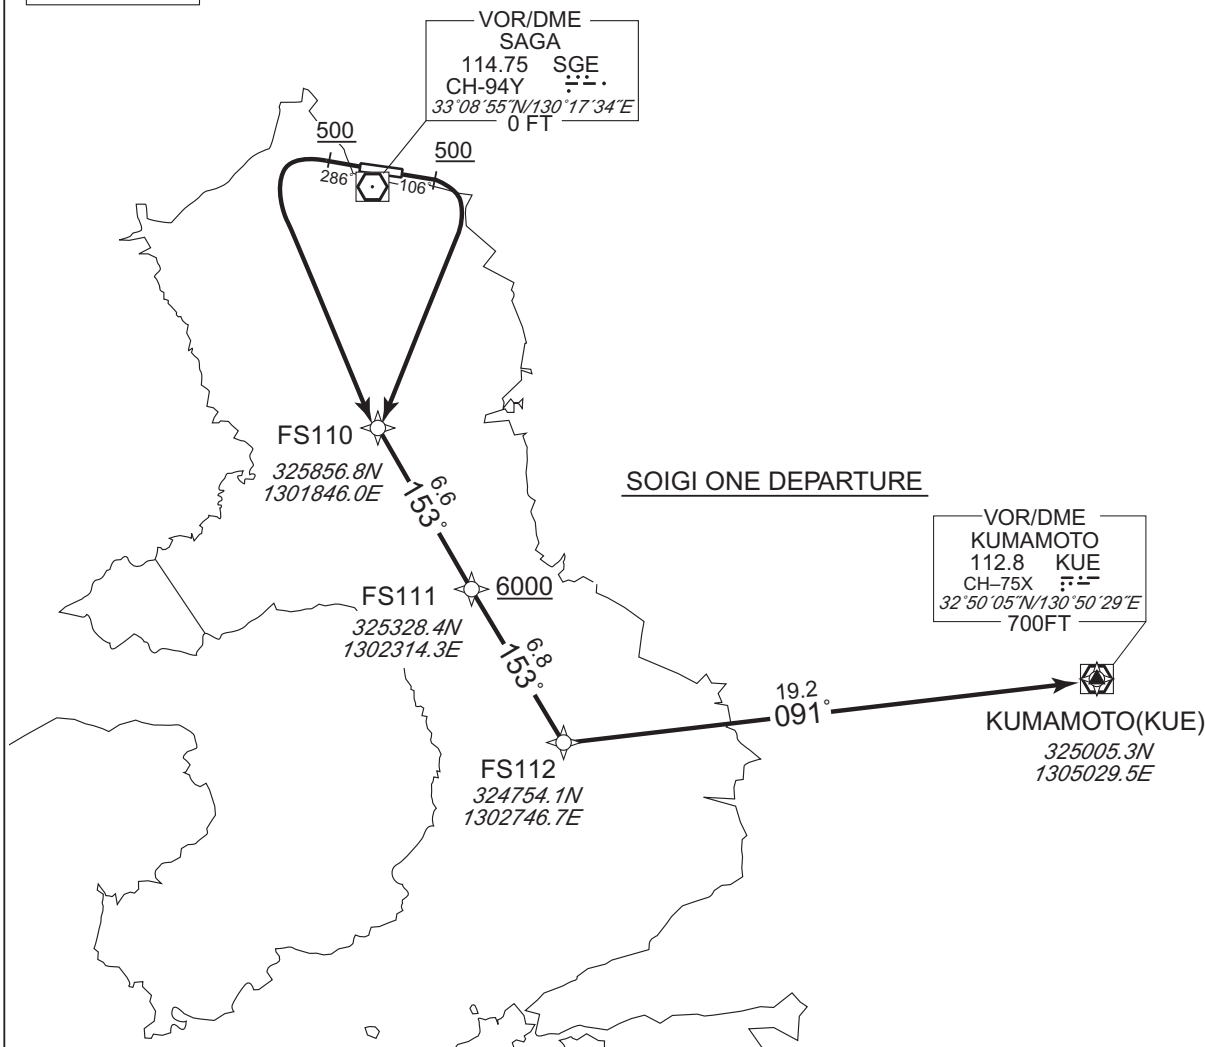 VOR/DME
SAGA
114.75 SGE
CH-94Y
33°08´55˝N/130°17´34˝E
0 FT
500
500
286°
106°
FS110
325856.8N
1301846.0E
6.6
153°
SOIGI ONE DEPARTURE
VOR/DME
KUMAMOTO
112.8 KUE
CH–75X
32°50´05˝N/130°50´29˝E
700FT
FS111
6000
325328.4N
1302314.3E
6.8
153°
19.2
091°
KUMAMOTO(KUE)
325005.3N
1305029.5E
FS112
324754.1N
1302746.7E